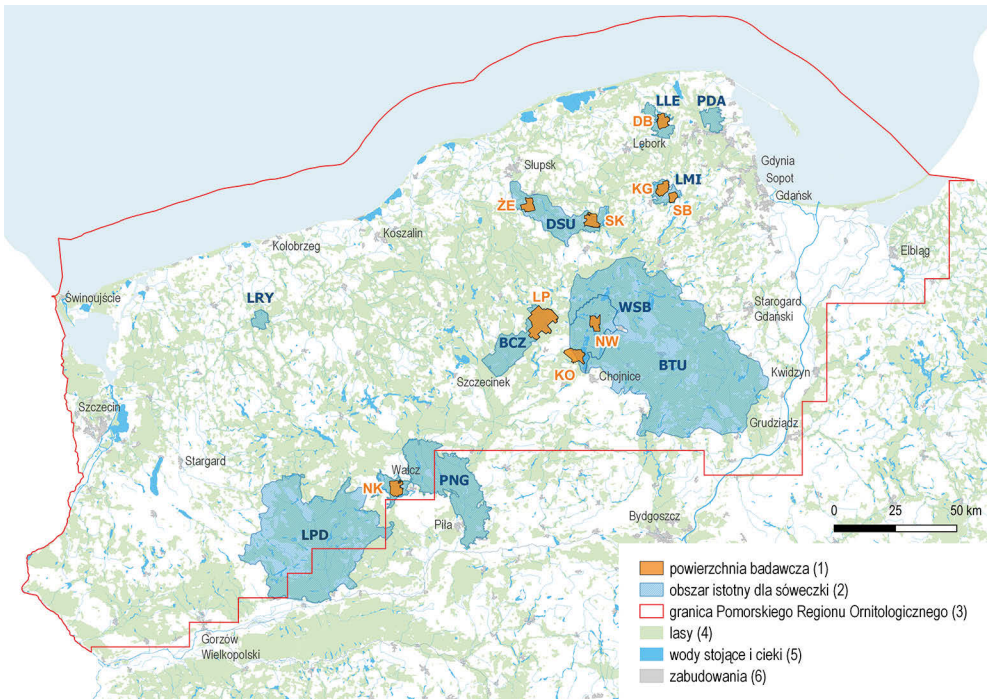 LLE
PDA
DB
Lębork
Słupsk
Gdynia
Sopot
Gdańsk
KG
LMI
SB
ŻE
DSU
SK
Koszalin
Kołobrzeg
Elbląg
Świnoujście
LRY
LP
WSB
Starogard
Gdański
NW
BCZ
KO
BTU
Szczecinek
Chojnice
Kwidzyn
Szczecin
Grudziądz
Stargard
Wałcz
NK
PNG
Piła
Bydgoszcz
LPD
0 25 50 km
Gorzów
Wielkopolski
powierzchnia badawcza (1)
obszar istotny dla sóweczki (2)
granica Pomorskiego Regionu Ornitologicznego (3)
lasy (4)
wody stojące i cieki (5)
zabudowania (6)